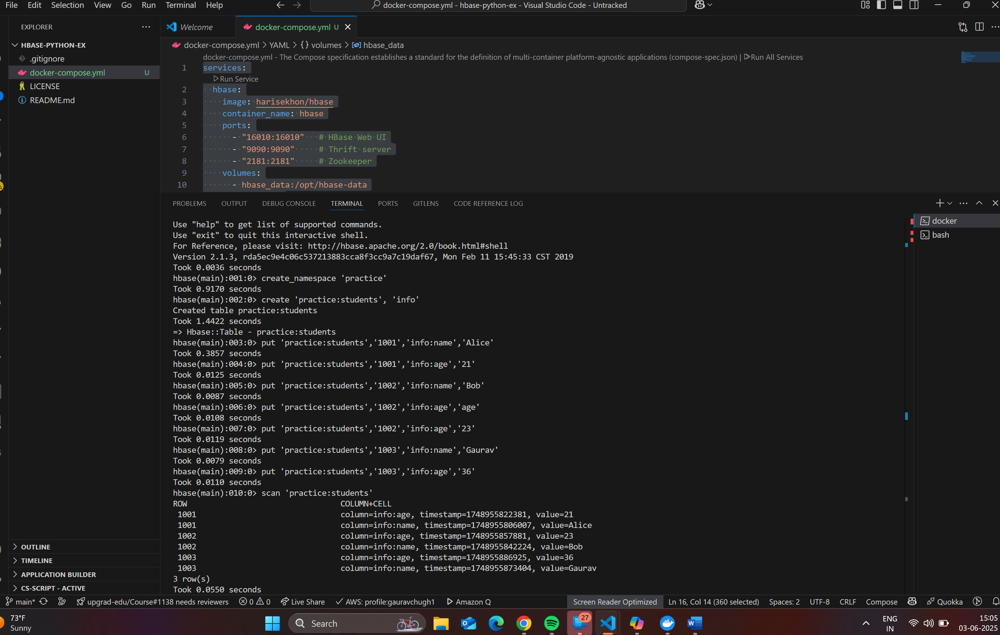 File Edit Selection View Go Run Terminal Help
docker-compose.yml - hbase-python-ex - Visual Studio Code - Untracked
EXPLORER
HBASE-PYTHON-EX
.gitignore
docker-compose.yml U
LICENSE
README.md
Welcome
docker-compose.yml U
docker-compose.yml > YAML > {} volumes > hbase_data
docker-compose.yml - The Compose specification establishes a standard for the definition of multi-container platform-agnostic applications (compose-spec.json) | Run All Services
1 services:
Run Service
2 hbase:
3 image: harisekhon/hbase
4 container_name: hbase
5 ports:
6 - "16010:16010" # HBase Web UI
7 - "9090:9090" # Thrift server
8 - "2181:2181" # Zookeeper
9 volumes:
10 - hbase_data:/opt/hbase-data
PROBLEMS OUTPUT DEBUG CONSOLE TERMINAL PORTS GITLENS CODE REFERENCE LOG
docker
bash
Use "help" to get list of supported commands.
Use "exit" to quit this interactive shell.
For Reference, please visit: http://hbase.apache.org/2.0/book.html#shell
Version 2.1.3, rda5ec9e4c06c537213883cca8f3cc9a7c19daf67, Mon Feb 11 15:45:33 CST 2019
Took 0.0036 seconds
hbase(main):001:0> create_namespace 'practice'
Took 0.9170 seconds
hbase(main):002:0> create 'practice:students', 'info'
Created table practice:students
Took 1.4422 seconds
=> Hbase::Table - practice:students
hbase(main):003:0> put 'practice:students','1001','info:name','Alice'
Took 0.3857 seconds
hbase(main):004:0> put 'practice:students','1001','info:age','21'
Took 0.0125 seconds
hbase(main):005:0> put 'practice:students','1002','info:name','Bob'
Took 0.0087 seconds
hbase(main):006:0> put 'practice:students','1002','info:age','age'
Took 0.0108 seconds
hbase(main):007:0> put 'practice:students','1002','info:age','23'
Took 0.0119 seconds
hbase(main):008:0> put 'practice:students','1003','info:name','Gaurav'
Took 0.0079 seconds
hbase(main):009:0> put 'practice:students','1003','info:age','36'
Took 0.0110 seconds
hbase(main):010:0> scan 'practice:students'
ROW COLUMN+CELL
1001 column=info:age, timestamp=1748955822381, value=21
1001 column=info:name, timestamp=1748955806007, value=Alice
1002 column=info:age, timestamp=1748955857881, value=23
1002 column=info:name, timestamp=1748955842224, value=Bob
1003 column=info:age, timestamp=1748955886925, value=36
1003 column=info:name, timestamp=1748955873404, value=Gaurav
3 row(s)
Took 0.0550 seconds
OUTLINE
TIMELINE
APPLICATION BUILDER
CS-SCRIPT - ACTIVE
main* upgrad-edu/Course#1138 needs reviewers 0 0 Live Share AWS: profile:gauravchugh1 Amazon Q Screen Reader Optimized Ln 16, Col 14 (360 selected) Spaces: 2 UTF-8 CRLF Compose Quokka
73°F
Sunny
Search
27
ENG
IN
15:05
03-06-2025